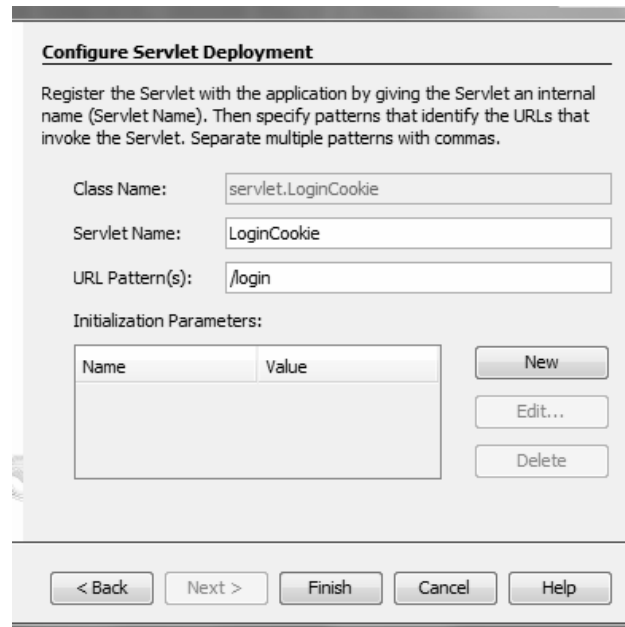 Configure Servlet Deployment
Register the Servlet with the application by giving the Servlet an internal
name (Servlet Name). Then specify patterns that identify the URLs that
invoke the Servlet. Separate multiple patterns with commas.
Class Name: servlet.LoginCookie
Servlet Name: LoginCookie
URL Pattern(s): /login
Initialization Parameters:
Name Value New
Edit...
Delete
< Back Next > Finish Cancel Help